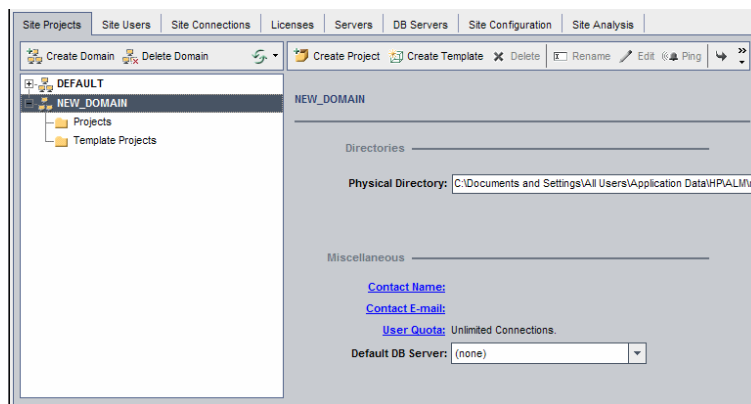 Site Projects Site Users Site Connections Licenses Servers DB Servers Site Configuration Site Analysis
Create Domain Delete Domain Create Project Create Template Delete Rename Edit Ping
DEFAULT
NEW_DOMAIN
Projects
Template Projects
NEW_DOMAIN
Directories
Physical Directory: C:\Documents and Settings\All Users\Application Data\HP\ALM\
Miscellaneous
Contact Name:
Contact E-mail:
User Quota: Unlimited Connections.
Default DB Server: (none)